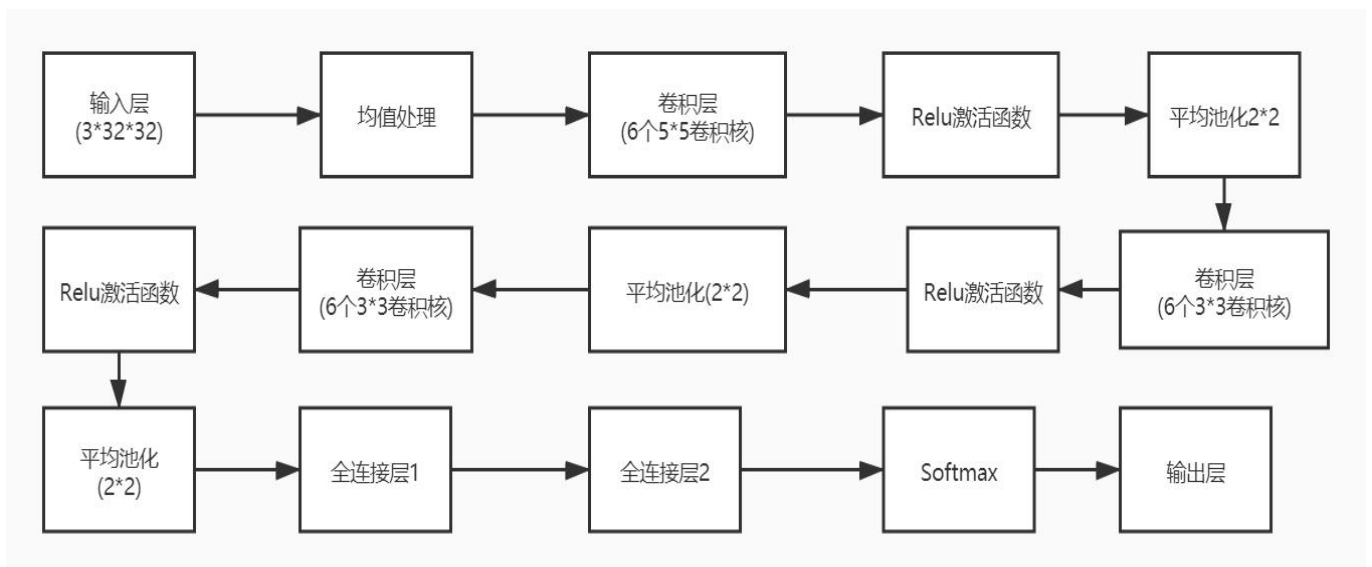 输入层
(3*32*32)
均值处理
卷积层
(6个5*5卷积核)
Relu激活函数
平均池化2*2
卷积层
(6个3*3卷积核)
Relu激活函数
平均池化(2*2)
卷积层
(6个3*3卷积核)
Relu激活函数
平均池化
(2*2)
全连接层1
全连接层2
Softmax
输出层